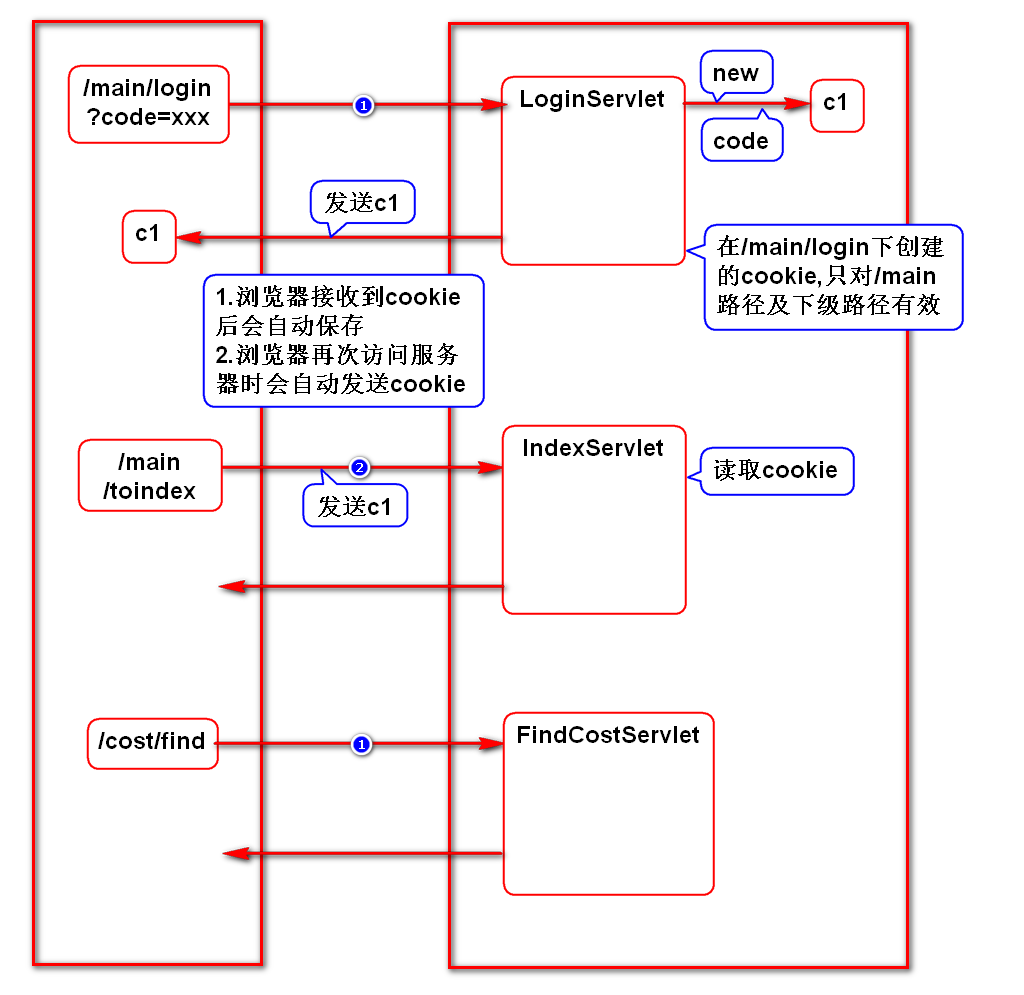 /main/login
?code=xxx
1
LoginServlet
new
code
c1
发送c1
c1
在/main/login下创建
的cookie,只对/main
路径及下级路径有效
1.浏览器接收到cookie
后会自动保存
2.浏览器再次访问服务
器时会自动发送cookie
/main
/toindex
2
发送c1
IndexServlet
读取cookie
/cost/find
1
FindCostServlet